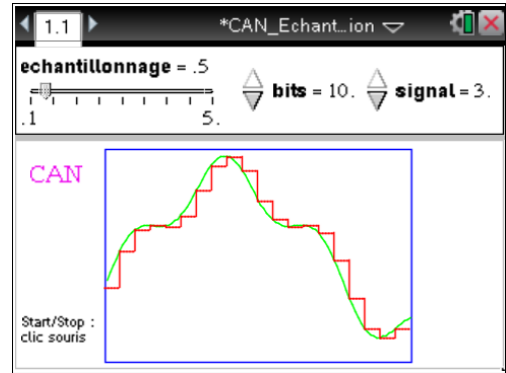 1.1 *CAN_Echant…ion
echantillonnage = .5
bits = 10. signal = 3.
.1 5.
CAN
Start/Stop :
clic souris